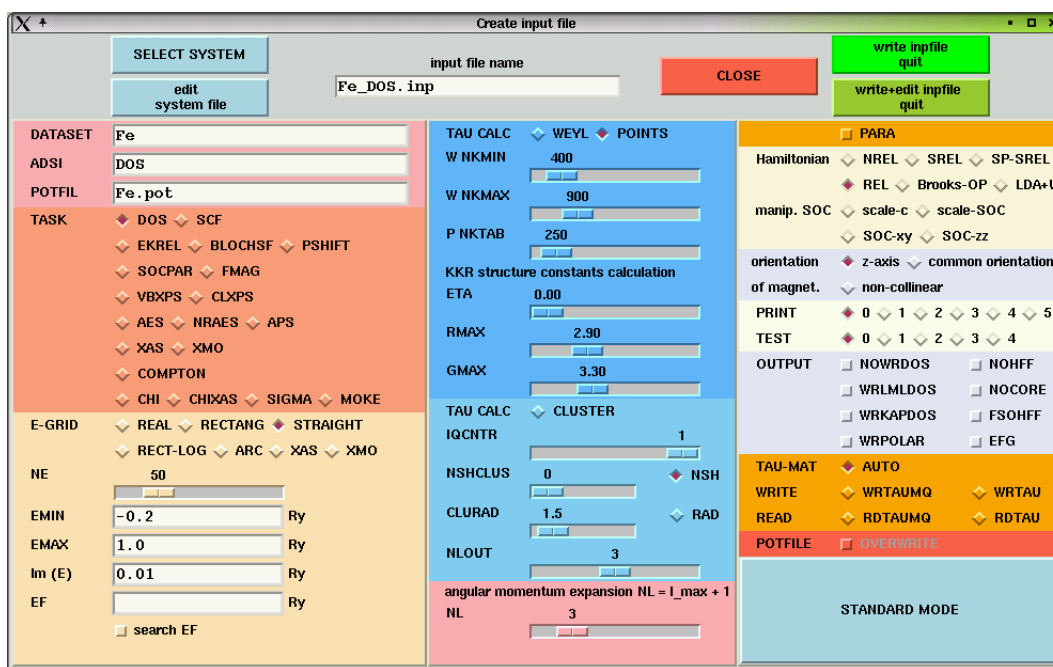 Create input file
SELECT SYSTEM
edit
system file
input file name
Fe_DOS.inp
CLOSE
write inpfile
quit
write+edit inpfile
quit
DATASET Fe
ADSI DOS
POTFIL Fe.pot
TASK DOS SCF
EKREL BLOCHSF PSHIFT
SOCPAR FMAG
VBXPS CLXPS
AES NRAES APS
XAS XMO
COMPTON
CHI CHIXAS SIGMA MOKE
E-GRID REAL RECTANG STRAIGHT
RECT-LOG ARC XAS XMO
NE 50
EMIN -0.2 Ry
EMAX 1.0 Ry
Im (E) 0.01 Ry
EF Ry
search EF
TAU CALC WEYL POINTS
W NKMIN 400
W NKMAX 900
P NKTAB 250
KKR structure constants calculation
ETA 0.00
RMAX 2.90
GMAX 3.30
TAU CALC CLUSTER
IQCNTR 1
NSHCLUS 0 NSH
CLURAD 1.5 RAD
NLOUT 3
angular momentum expansion NL = l_max + 1
NL 3
PARA
Hamiltonian NREL SREL SP-SREL
REL Brooks-OP LDA+U
manip. SOC scale-c scale-SOC
SOC-xy SOC-zz
orientation z-axis common orientation
of magnet. non-collinear
PRINT 0 1 2 3 4 5
TEST 0 1 2 3 4
OUTPUT NOWRDOS NOHFF
WRLMLDOS NOCORE
WRKAPDOS FSOHFF
WRPOLAR EFG
TAU-MAT AUTO
WRITE WRTAUMQ WRTAU
READ RDTAUMQ RDTAU
POTFILE OVERWRITE
STANDARD MODE